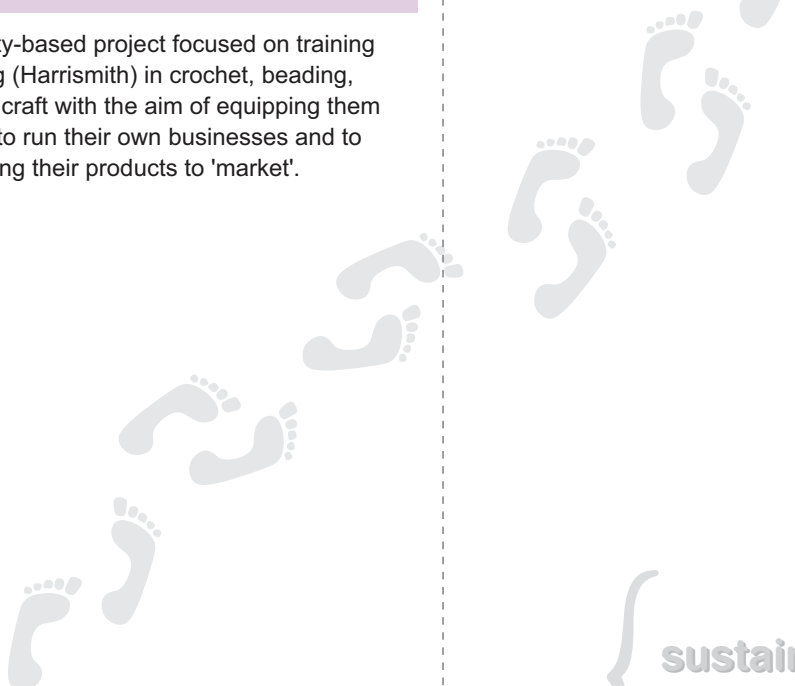 ty-based project focused on training
g (Harrismith) in crochet, beading,
craft with the aim of equipping them
to run their own businesses and to
ng their products to 'market'.
sustain